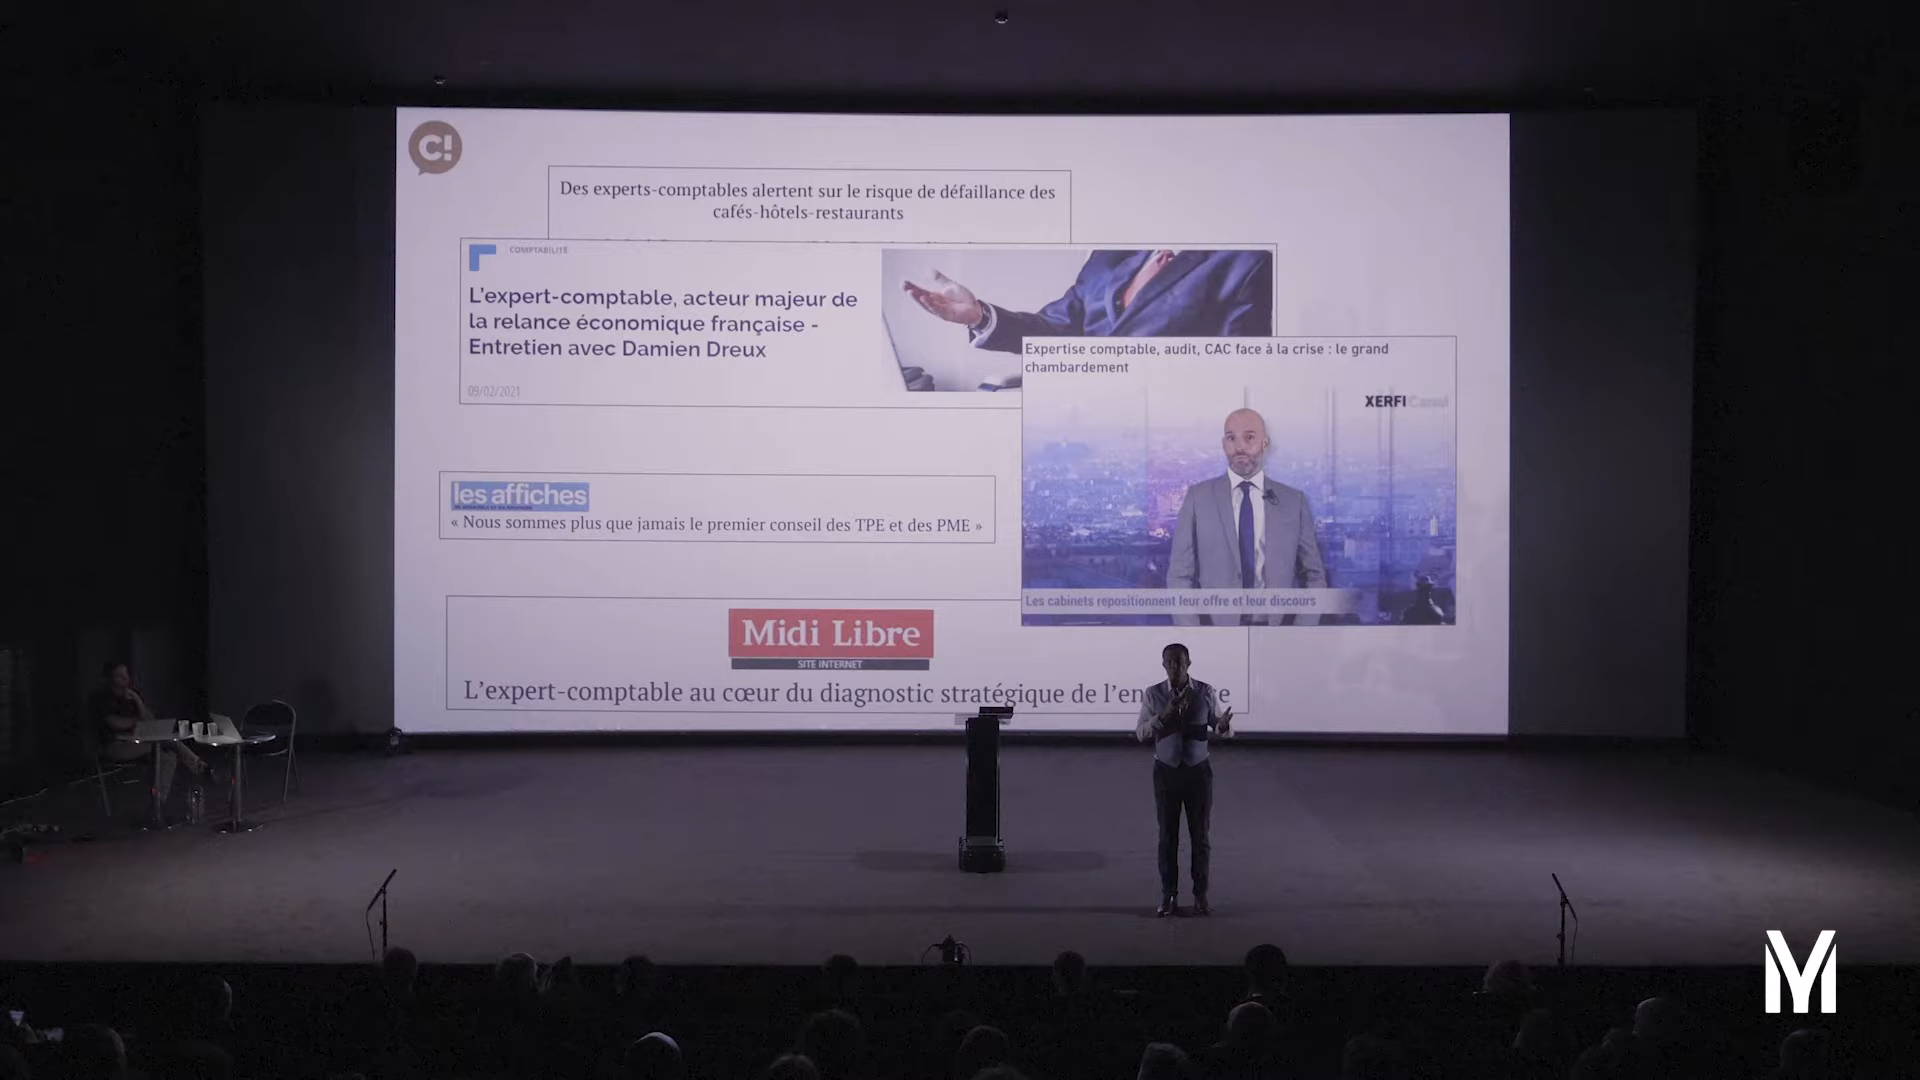 C!
Des experts-comptables alertent sur le risque de défaillance des
cafés-hôtels-restaurants
COMPTABILITÉ
L'expert-comptable, acteur majeur de
la relance économique française -
Entretien avec Damien Dreux
09/02/2021
Expertise comptable, audit, CAC face à la crise : le grand
chambardement
XERFI Canal
Les cabinets repositionnent leur offre et leur discours
les affiches
« Nous sommes plus que jamais le premier conseil des TPE et des PME »
Midi Libre
SITE INTERNET
L'expert-comptable au cœur du diagnostic stratégique de l'en